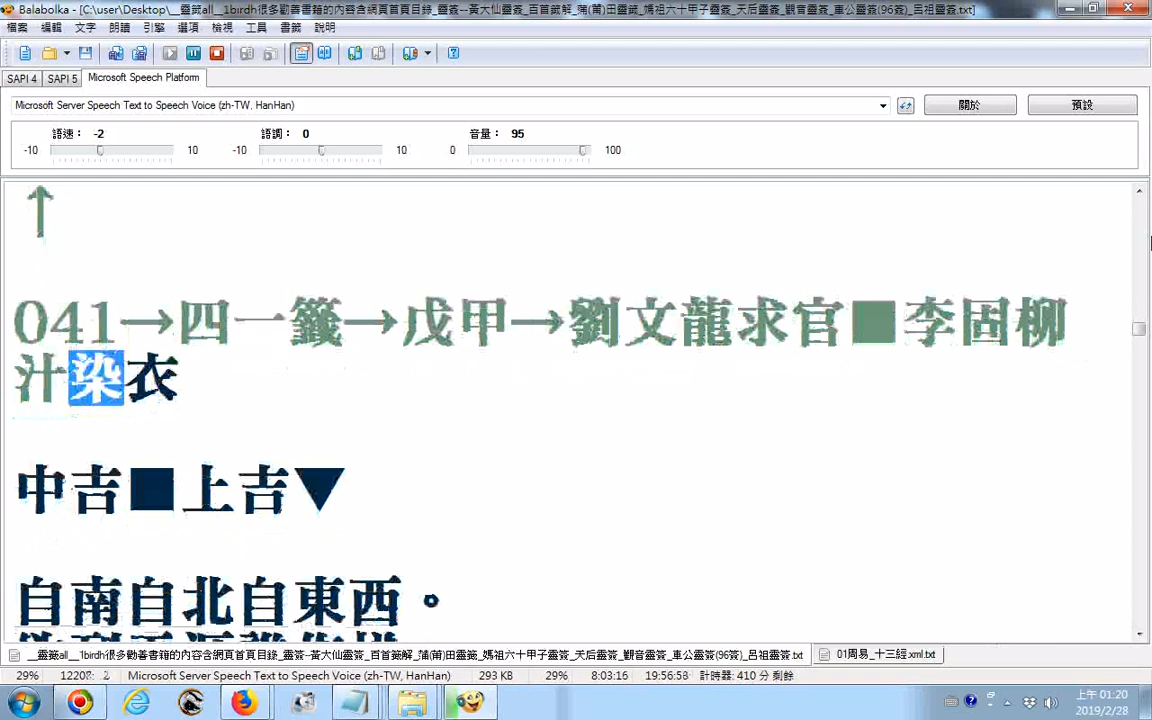 Balabolka - [C:\user\Desktop\__靈籤all__1birdh很多勸善書籍的內容含網頁首頁目錄_靈簽--黃大仙靈簽_百首籤解_蒲(莆)田靈籤_媽祖六十甲子靈簽_天后靈簽_觀音靈簽_車公靈簽(96簽)_呂祖靈簽.txt]
檔案 編輯 文字 朗讀 引擎 選項 檢視 工具 書籤 說明
SAPI 4 SAPI 5 Microsoft Speech Platform
Microsoft Server Speech Text to Speech Voice (zh-TW, HanHan) 關於 預設
語速： -2 語調： 0 音量： 95
-10 10 -10 10 0 100
↑
041→四一籤→戊甲→劉文龍求官■李固柳
汁染衣
中吉■上吉▼
自南自北自東西。
__靈籤all__1birdh很多勸善書籍的內容含網頁首頁目錄_靈簽--黃大仙靈簽_百首籤解_蒲(莆)田靈籤_媽祖六十甲子靈簽_天后靈簽_觀音靈簽_車公靈簽(96簽)_呂祖靈簽.txt 01周易_十三經.xml.txt
29% Microsoft Server Speech Text to Speech Voice (zh-TW, HanHan) 293 KB 29% 8:03:16 19:56:58 計時器: 410 分 剩餘
上午 01:20
2019/2/28